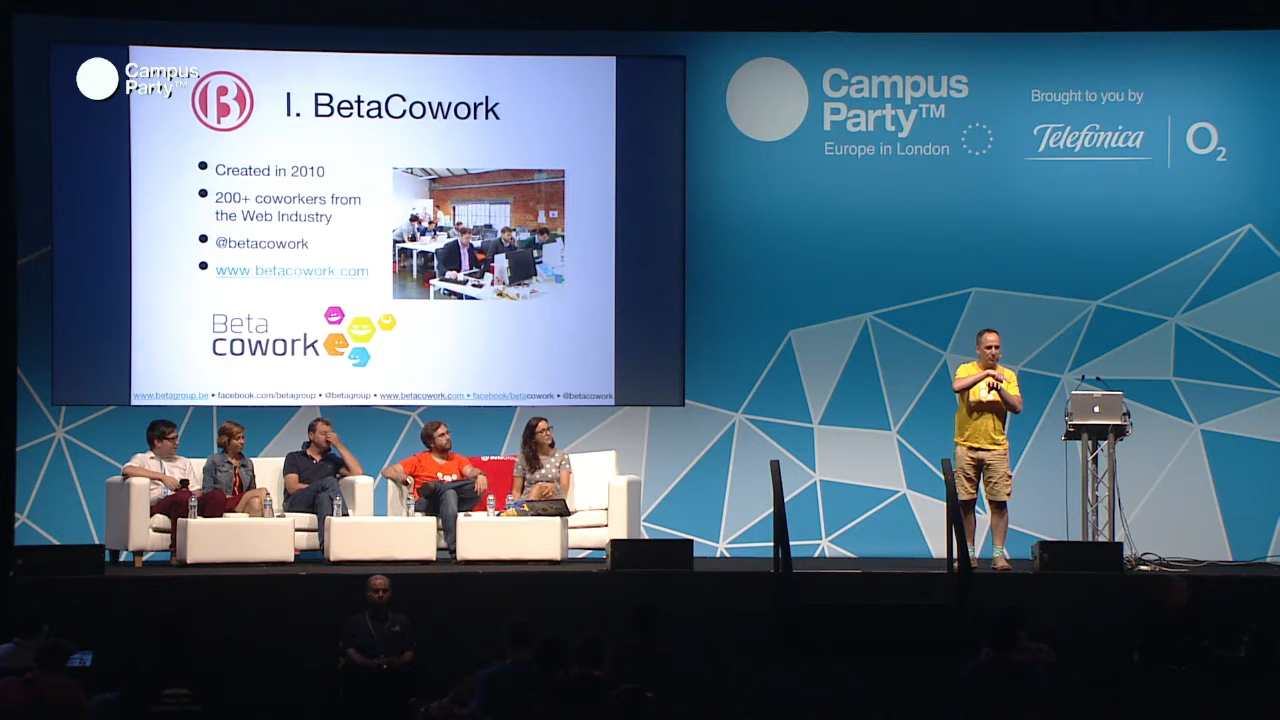 Campus
Party™
I. BetaCowork
Created in 2010
200+ coworkers from
the Web Industry
@betacowork
www.betacowork.com
Beta
cowork
www.betagroup.be • facebook.com/betagroup • @betagroup • www.betacowork.com • facebook/betacowork • @betacowork
Campus
Party™
Europe in London
Brought to you by
Telefónica
O2